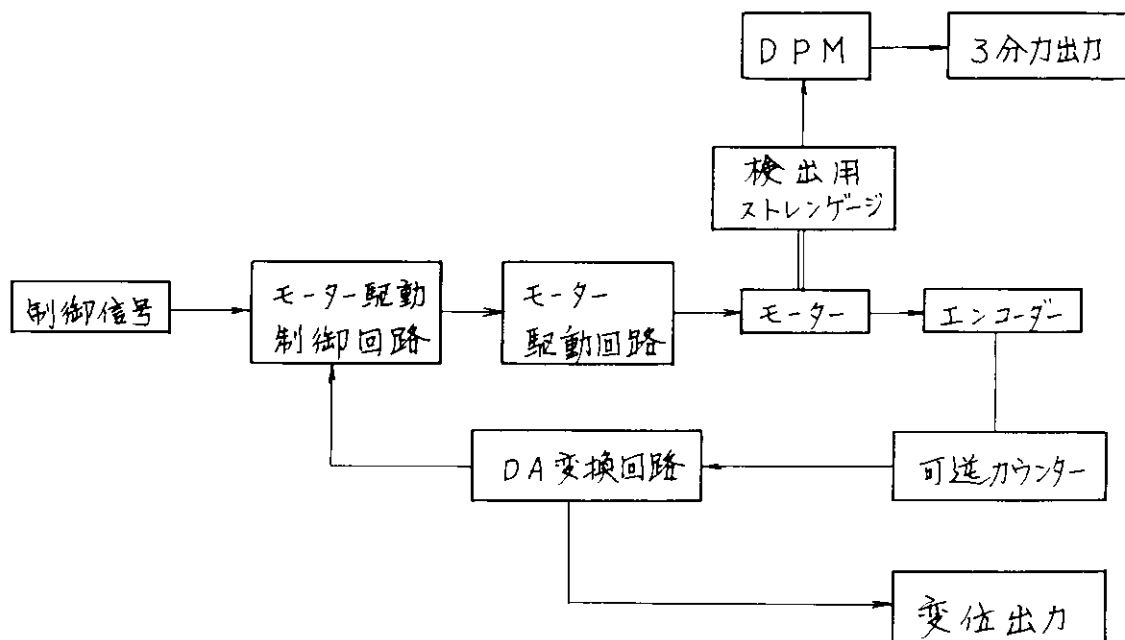 DPM
3分力出力
検出用
ストレンゲージ
制御信号
モーター駆動
制御回路
モーター
駆動回路
モーター
エンコーダー
DA変換回路
可逆カウンター
変位出力